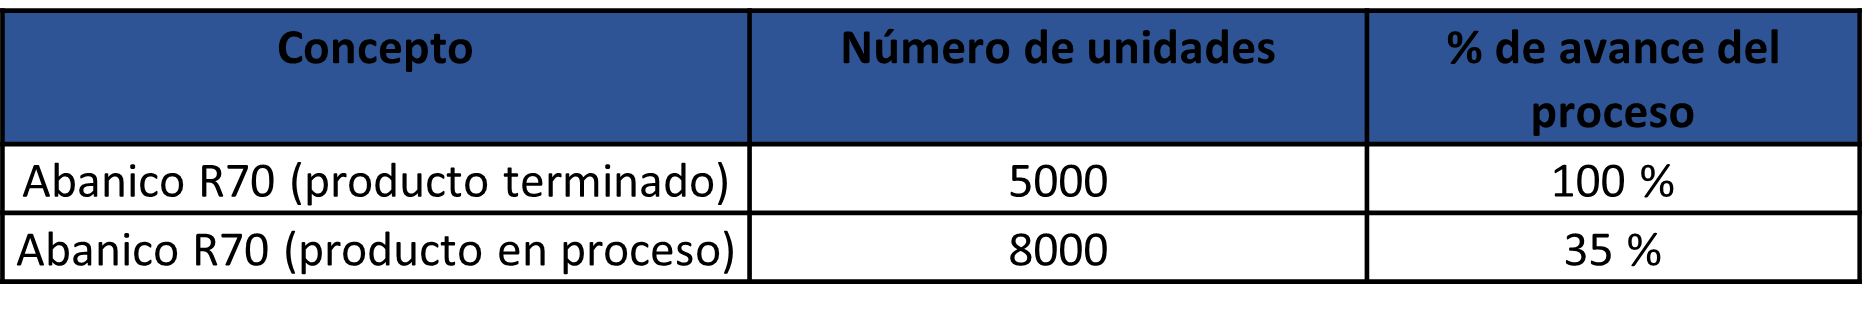 Concepto Número de unidades % de avance del
proceso
Abanico R70 (producto terminado) 5000 100 %
Abanico R70 (producto en proceso) 8000 35 %